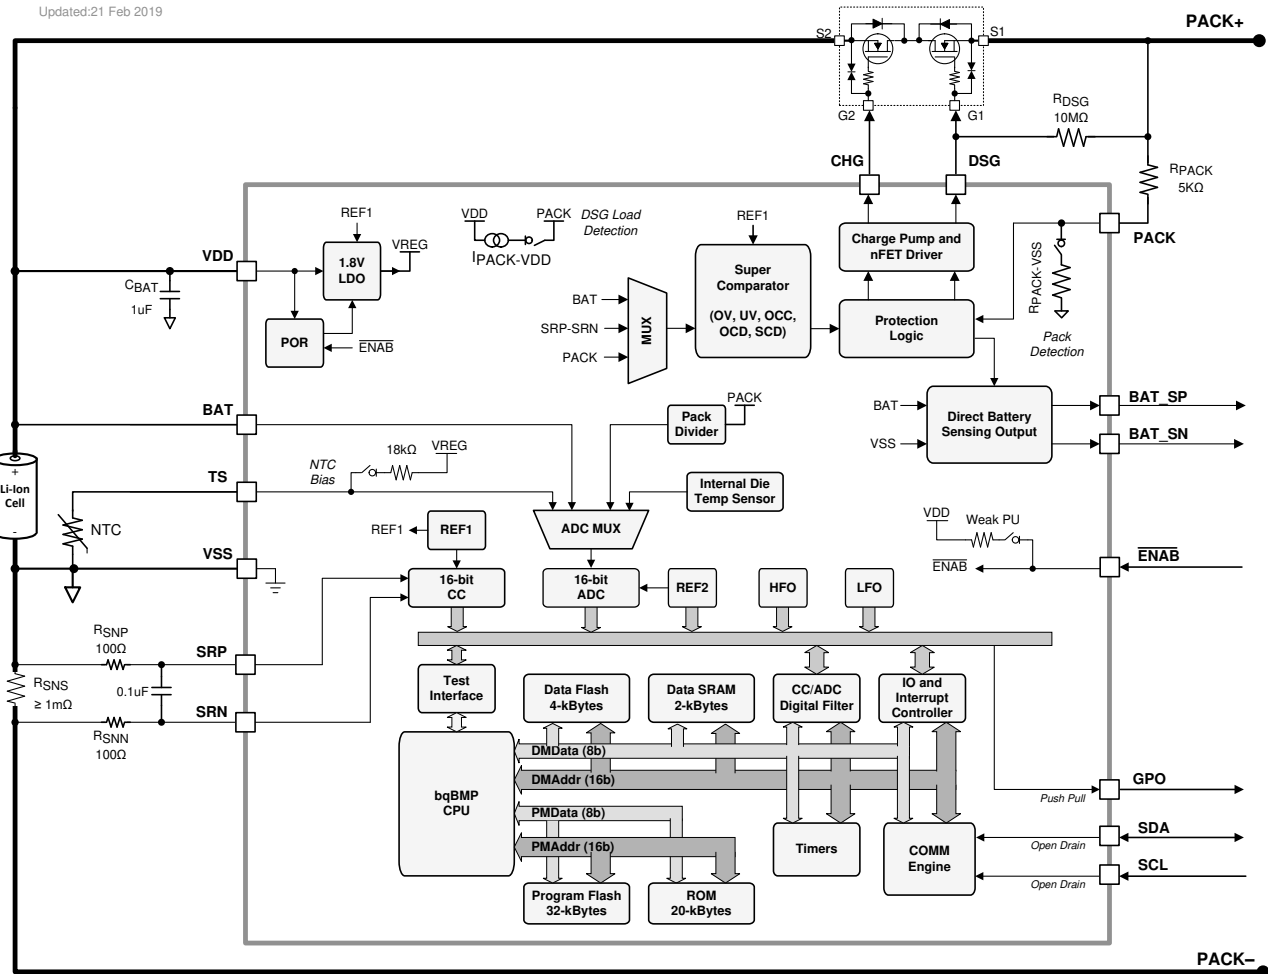 Updated:21 Feb 2019
PACK+
S2
S1
G2
G1
RDSG
10MΩ
CHG
DSG
RPACK
5KΩ
PACK
REF1
VDD
PACK
DSG Load
Detection
IPACK-VDD
REF1
VREG
VDD
1.8V
LDO
CBAT
1uF
POR
ENAB
Charge Pump and
nFET Driver
Super
Comparator
(OV, UV, OCC,
OCD, SCD)
BAT
SRP-SRN
PACK
MUX
Protection
Logic
RPACK-VSS
Pack
Detection
BAT
VSS
Direct Battery
Sensing Output
BAT_SP
BAT_SN
BAT
Pack
Divider
PACK
18kΩ
VREG
NTC
Bias
TS
Internal Die
Temp Sensor
+
Li-Ion
Cell
-
NTC
REF1
REF1
ADC MUX
VDD
Weak PU
ENAB
ENAB
VSS
16-bit
CC
16-bit
ADC
REF2
HFO
LFO
RSNP
100Ω
SRP
RSNS
≥ 1mΩ
0.1uF
SRN
RSNN
100Ω
Test
Interface
Data Flash
4-kBytes
Data SRAM
2-kBytes
CC/ADC
Digital Filter
IO and
Interrupt
Controller
bqBMP
CPU
DMData (8b)
DMAddr (16b)
PMData (8b)
PMAddr (16b)
Timers
COMM
Engine
Program Flash
32-kBytes
ROM
20-kBytes
GPO
Push Pull
SDA
Open Drain
SCL
Open Drain
PACK–